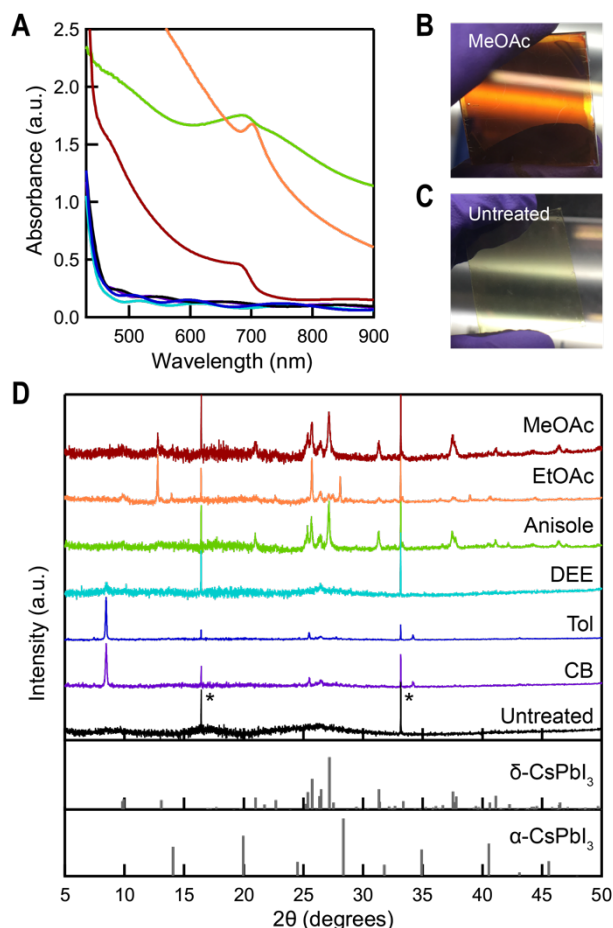 A
2.5
2.0
1.5
1.0
0.5
0.0
Absorbance (a.u.)
500 600 700 800 900
Wavelength (nm)
B
MeOAc
C
Untreated
D
MeOAc
EtOAc
Anisole
DEE
Tol
CB
* *
Untreated
δ-CsPbI₃
α-CsPbI₃
Intensity (a.u.)
5 10 15 20 25 30 35 40 45 50
2θ (degrees)